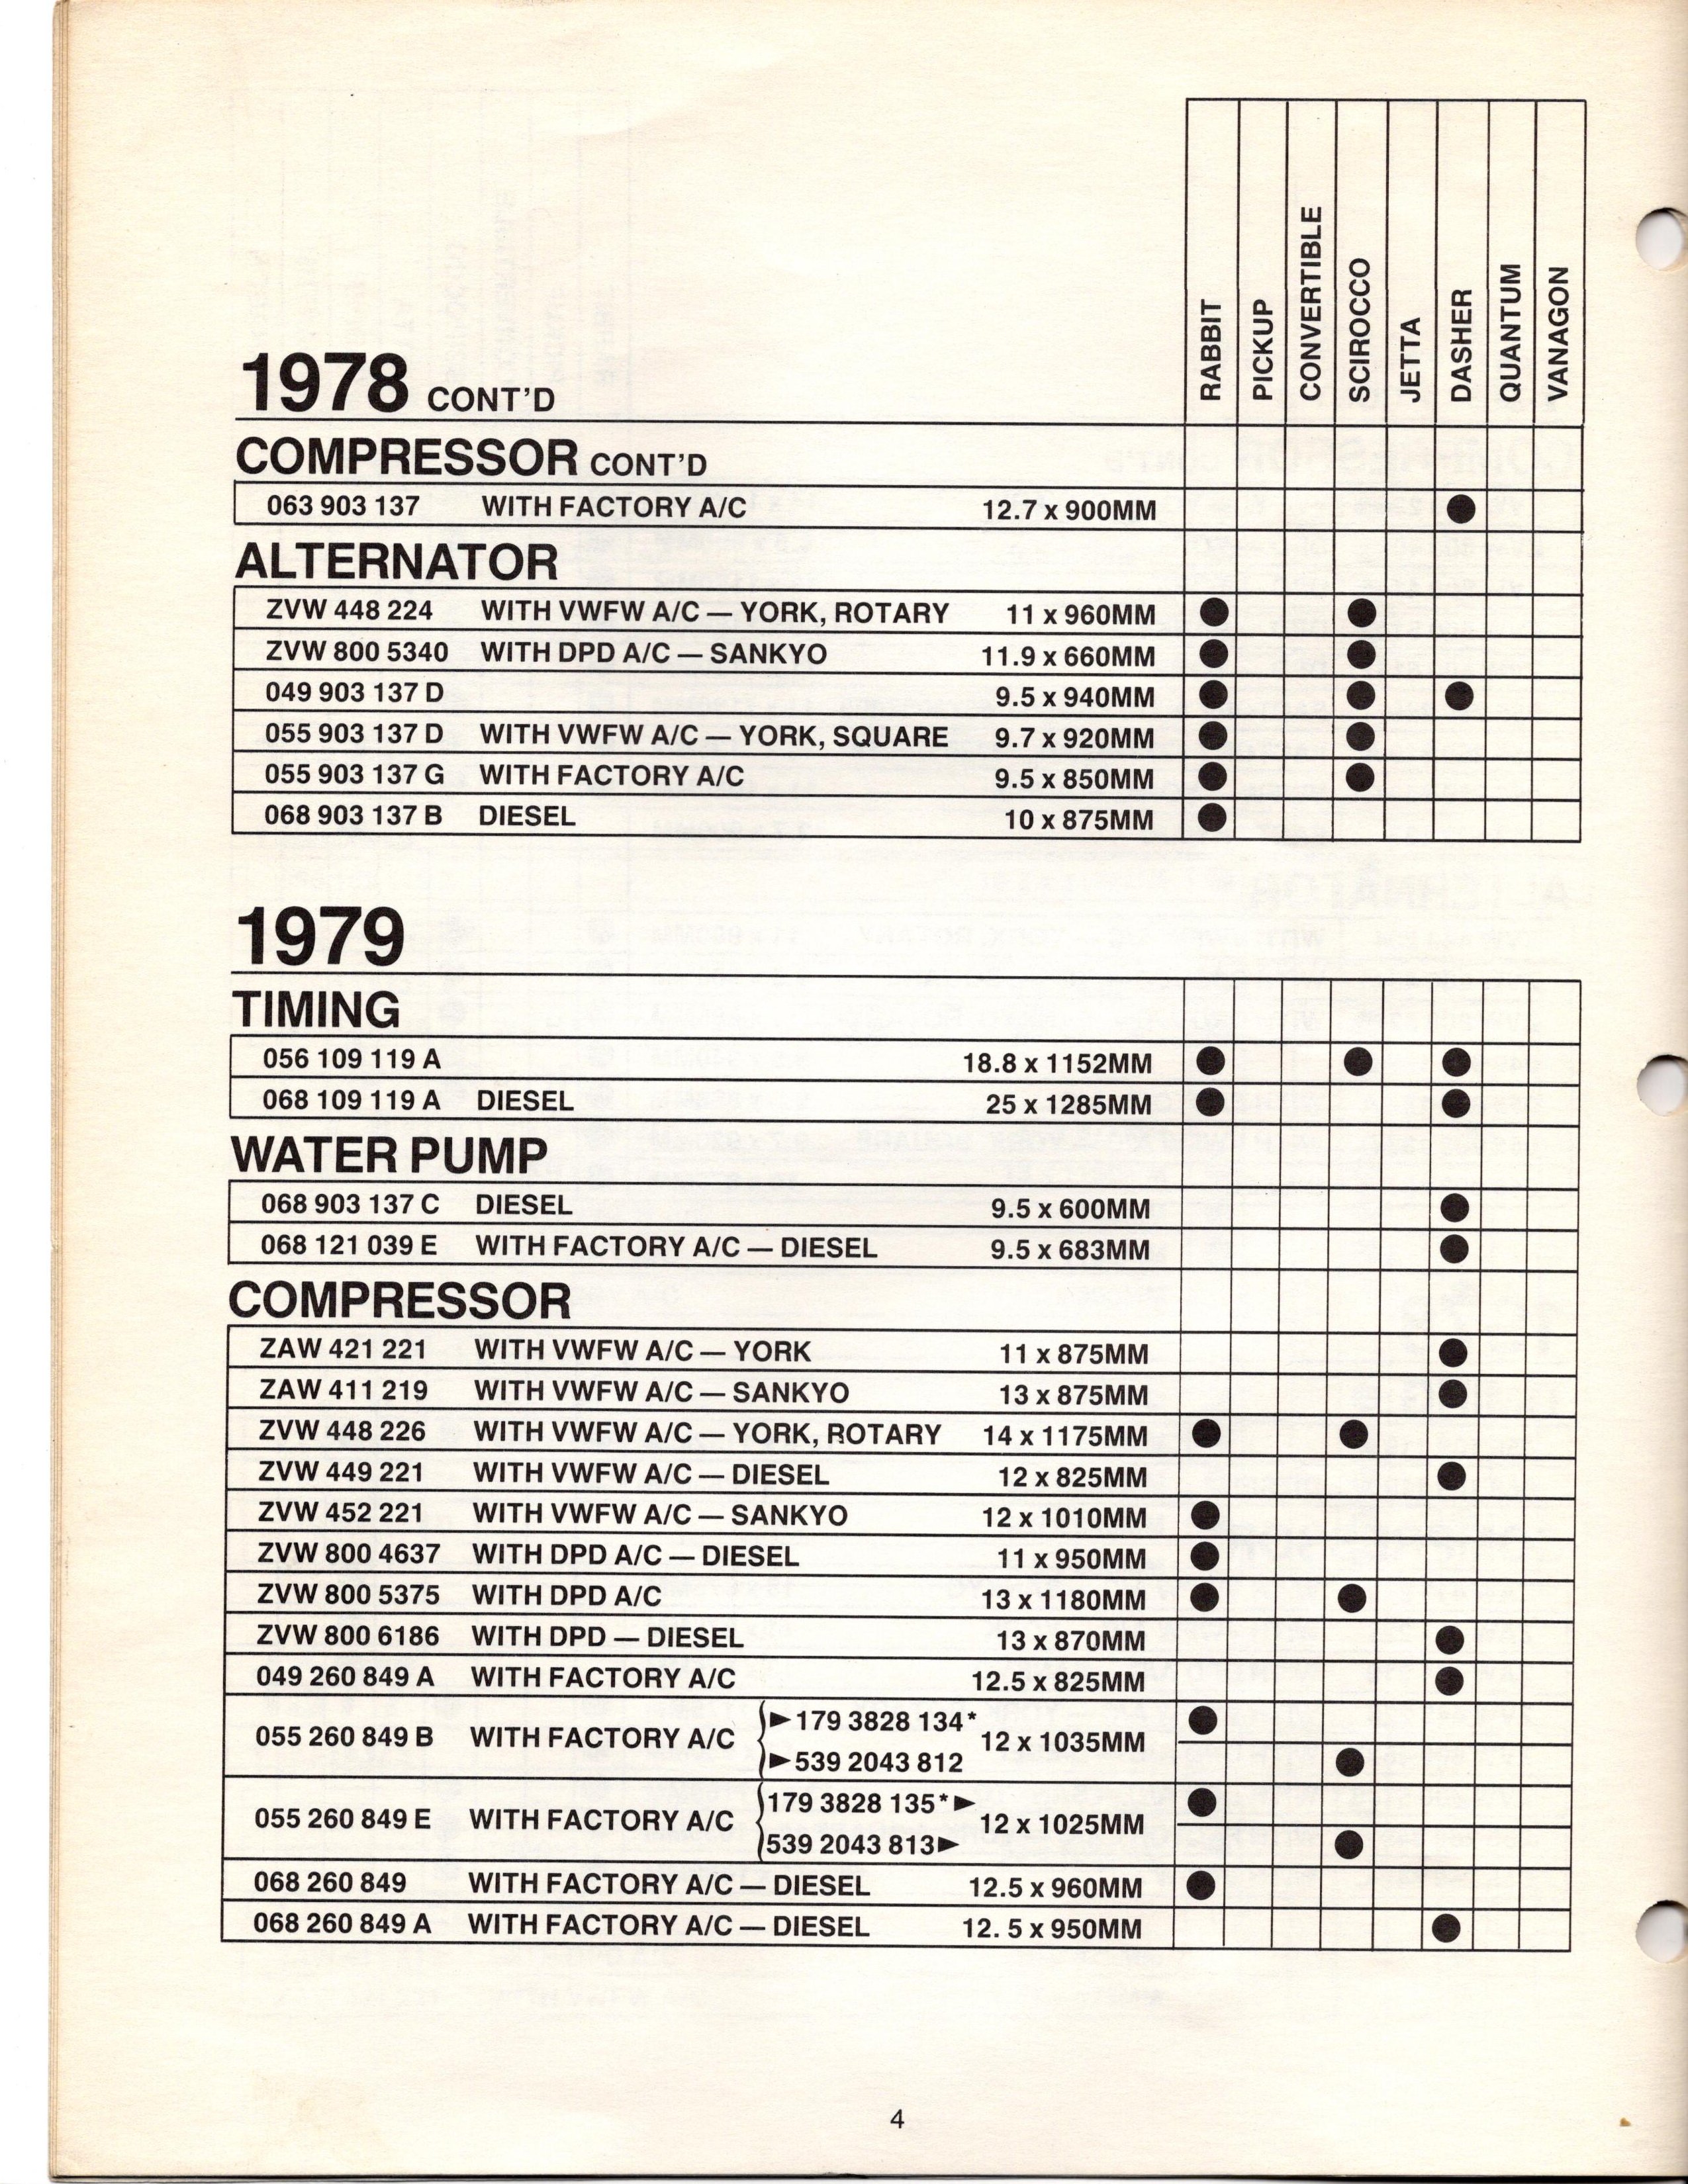 RABBIT PICKUP CONVERTIBLE SCIROCCO JETTA DASHER QUANTUM VANAGON
1978 CONT'D
COMPRESSOR CONT'D
063 903 137 WITH FACTORY A/C 12.7 x 900MM ●
ALTERNATOR
ZVW 448 224 WITH VWFW A/C — YORK, ROTARY 11 x 960MM ● ●
ZVW 800 5340 WITH DPD A/C — SANKYO 11.9 x 660MM ● ●
049 903 137 D 9.5 x 940MM ● ● ●
055 903 137 D WITH VWFW A/C — YORK, SQUARE 9.7 x 920MM ● ●
055 903 137 G WITH FACTORY A/C 9.5 x 850MM ● ●
068 903 137 B DIESEL 10 x 875MM ●
1979
TIMING
056 109 119 A 18.8 x 1152MM ● ● ●
068 109 119 A DIESEL 25 x 1285MM ● ●
WATER PUMP
068 903 137 C DIESEL 9.5 x 600MM ●
068 121 039 E WITH FACTORY A/C — DIESEL 9.5 x 683MM ●
COMPRESSOR
ZAW 421 221 WITH VWFW A/C — YORK 11 x 875MM ●
ZAW 411 219 WITH VWFW A/C — SANKYO 13 x 875MM ●
ZVW 448 226 WITH VWFW A/C — YORK, ROTARY 14 x 1175MM ● ●
ZVW 449 221 WITH VWFW A/C — DIESEL 12 x 825MM ●
ZVW 452 221 WITH VWFW A/C — SANKYO 12 x 1010MM ●
ZVW 800 4637 WITH DPD A/C — DIESEL 11 x 950MM ●
ZVW 800 5375 WITH DPD A/C 13 x 1180MM ● ●
ZVW 800 6186 WITH DPD — DIESEL 13 x 870MM ●
049 260 849 A WITH FACTORY A/C 12.5 x 825MM ●
►179 3828 134* ●
055 260 849 B WITH FACTORY A/C 12 x 1035MM
►539 2043 812 ●
179 3828 135*► ●
055 260 849 E WITH FACTORY A/C 12 x 1025MM
539 2043 813► ●
068 260 849 WITH FACTORY A/C — DIESEL 12.5 x 960MM ●
068 260 849 A WITH FACTORY A/C — DIESEL 12. 5 x 950MM ●
4